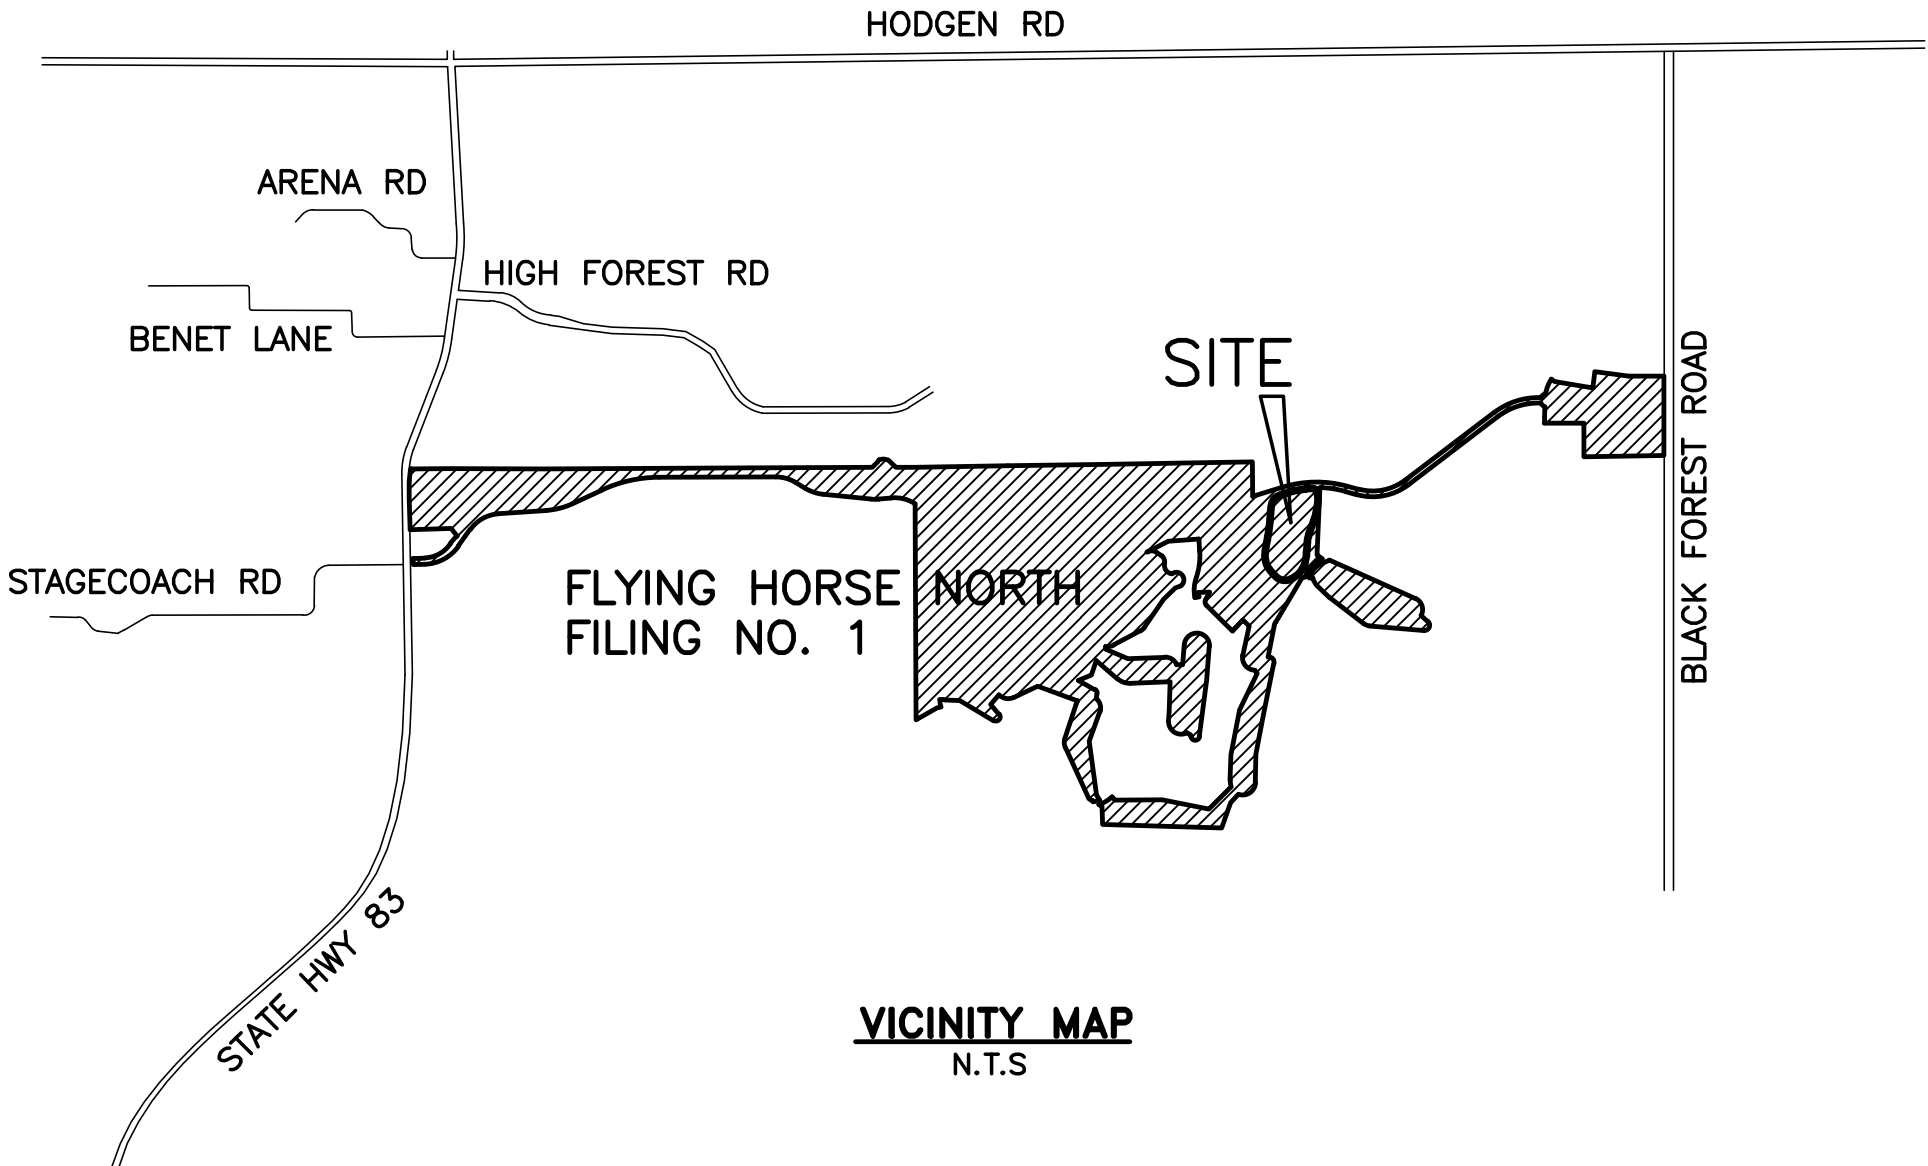 HODGEN RD
ARENA RD
HIGH FOREST RD
BENET LANE
SITE
BLACK FOREST ROAD
STAGECOACH RD
FLYING HORSE NORTH
FILING NO. 1
STATE HWY 83
VICINITY MAP
N.T.S